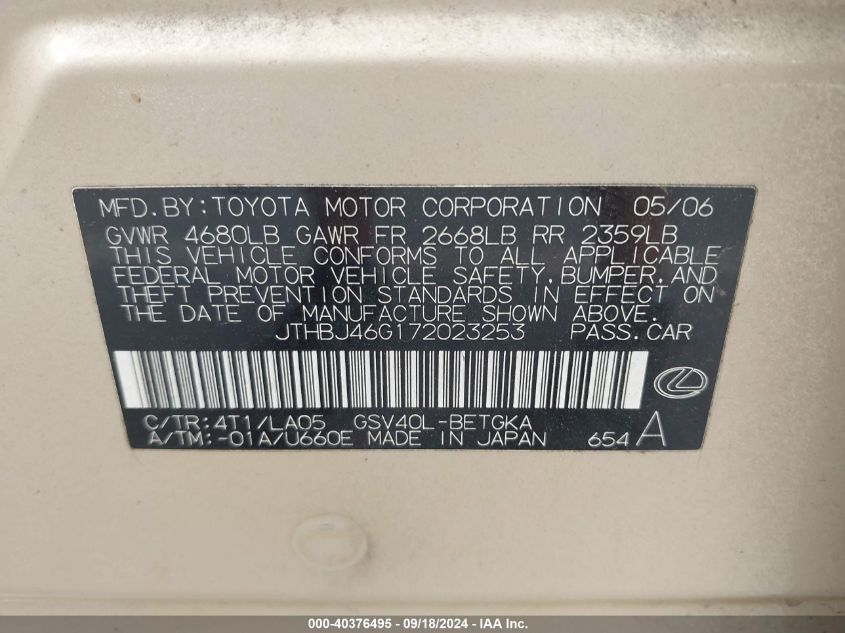 MFD. BY: TOYOTA MOTOR CORPORATION 05/06
GVWR 4680LB GAWR FR 2668LB RR 2359LB
THIS VEHICLE CONFORMS TO ALL APPLICABLE
FEDERAL MOTOR VEHICLE SAFETY, BUMPER, AND
THEFT PREVENTION STANDARDS IN EFFECT ON
THE DATE OF MANUFACTURE SHOWN ABOVE.
JTHBJ46G172023253 PASS. CAR
C/TR: 4T1/LA05 GSV40L-BETGKA
A/TM: -01A/U660E MADE IN JAPAN 654 A
000-40376495 - 09/18/2024 - IAA Inc.